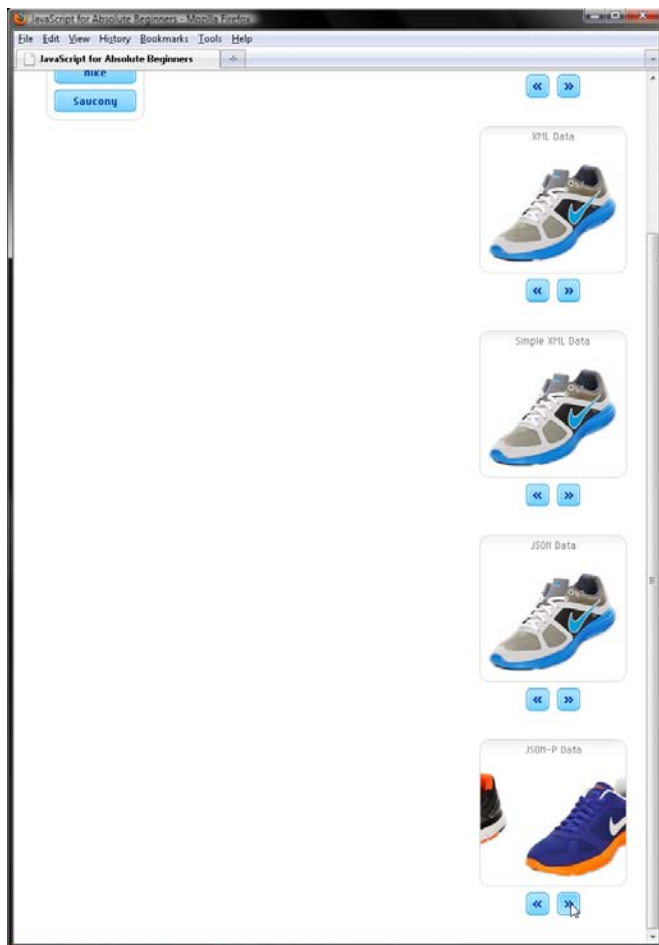 JavaScript for Absolute Beginners - Mozilla Firefox
File Edit View History Bookmarks Tools Help
JavaScript for Absolute Beginners
nike
Saucony
« »
XML Data
« »
Simple XML Data
« »
JSON Data
« »
JSON-P Data
« »